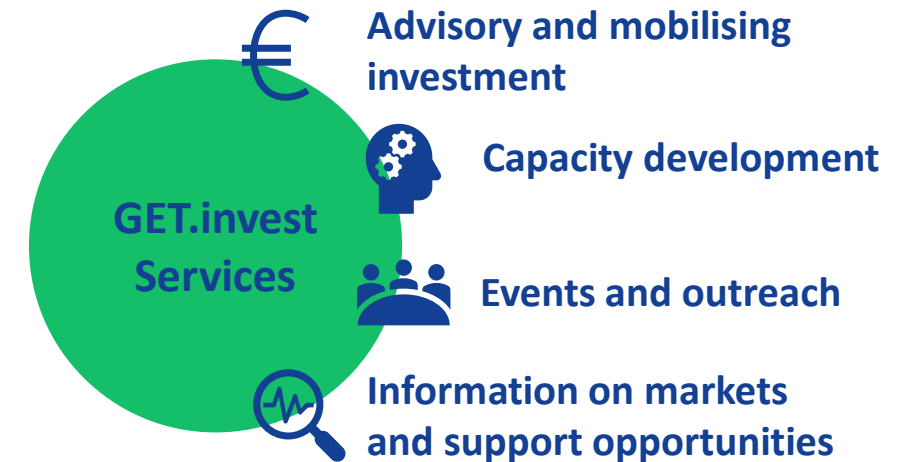 Advisory and mobilising
investment
Capacity development
GET.invest
Services
Events and outreach
Information on markets
and support opportunities